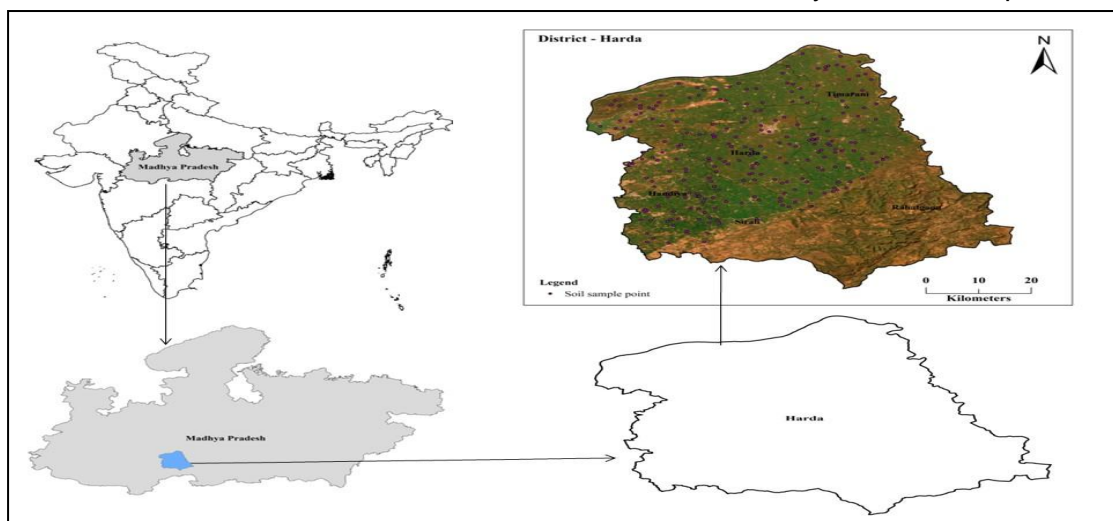 District - Harda
N
Madhya Pradesh
Harda
Handiya
Sirali
Rahatgaon
Legend
Soil sample point
0 10 20
Kilometers
Madhya Pradesh
Harda